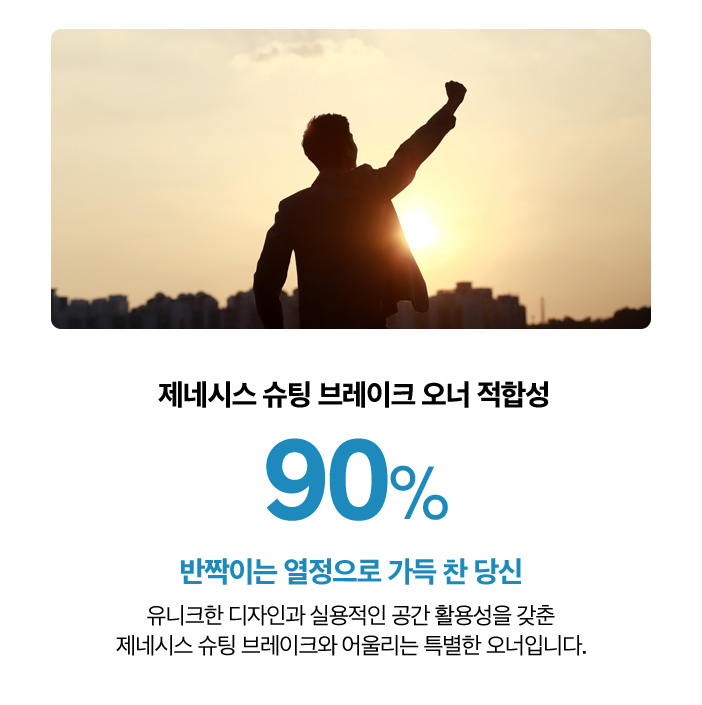 제네시스 슈팅 브레이크 오너 적합성
90%
반짝이는 열정으로 가득 찬 당신
유니크한 디자인과 실용적인 공간 활용성을 갖춘
제네시스 슈팅 브레이크와 어울리는 특별한 오너입니다.